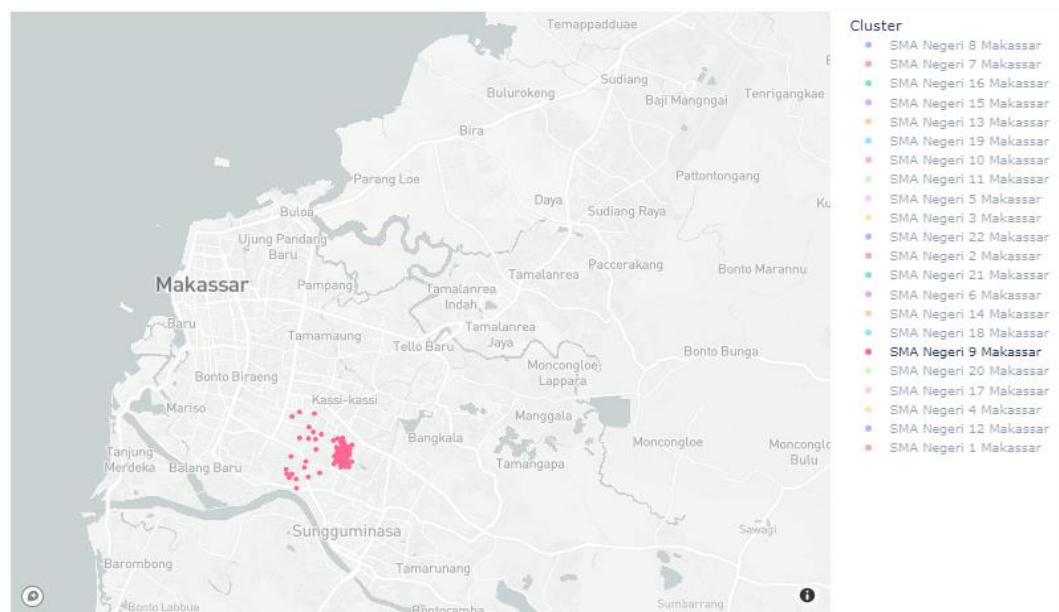 Temappadduae
Sudiang
Bulurokeng
Baji Mangngai
Tenrigangkae
Bira
Parang Loe
Pattontongang
Daya
Buloa
Sudiang Raya
Ujung Pandang
Baru
Paccerakang
Bonto Marannu
Tamalanrea
Makassar
Pampang
Tamalanrea
Indah
Baru
Tamamaung
Tamalanrea
Jaya
Tello Baru
Bonto Bunga
Moncongloe
Lappara
Bonto Biraeng
Kassi-kassi
Mariso
Manggala
Bangkala
Moncongloe
Moncongloe
Bulu
Tanjung
Merdeka
Balang Baru
Tamangapa
Sungguminasa
Sawagi
Barombong
Tamarunang
Bonto Labbua
Bontoramba
Sumbarrang
Cluster
SMA Negeri 8 Makassar
SMA Negeri 7 Makassar
SMA Negeri 16 Makassar
SMA Negeri 15 Makassar
SMA Negeri 13 Makassar
SMA Negeri 19 Makassar
SMA Negeri 10 Makassar
SMA Negeri 11 Makassar
SMA Negeri 5 Makassar
SMA Negeri 3 Makassar
SMA Negeri 22 Makassar
SMA Negeri 2 Makassar
SMA Negeri 21 Makassar
SMA Negeri 6 Makassar
SMA Negeri 14 Makassar
SMA Negeri 18 Makassar
SMA Negeri 9 Makassar
SMA Negeri 20 Makassar
SMA Negeri 17 Makassar
SMA Negeri 4 Makassar
SMA Negeri 12 Makassar
SMA Negeri 1 Makassar